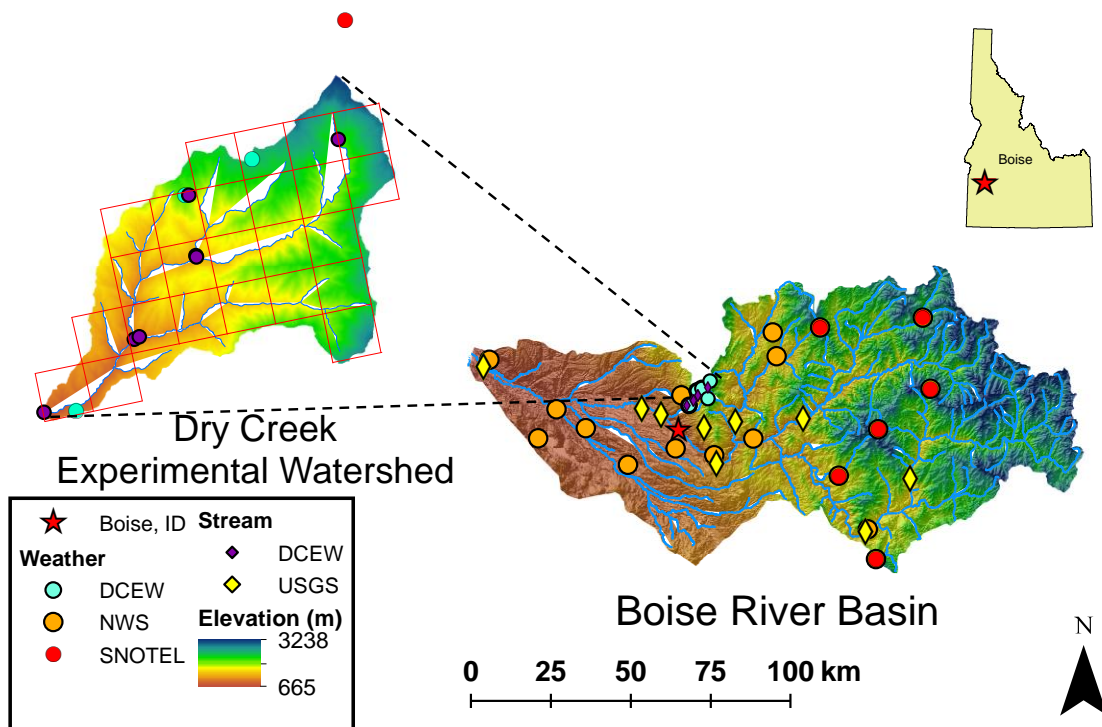 Boise
Dry Creek
Experimental Watershed
Boise, ID
Stream
Weather
DCEW
DCEW
USGS
NWS
Elevation (m)
SNOTEL
3238
665
Boise River Basin
0 25 50 75 100 km
N